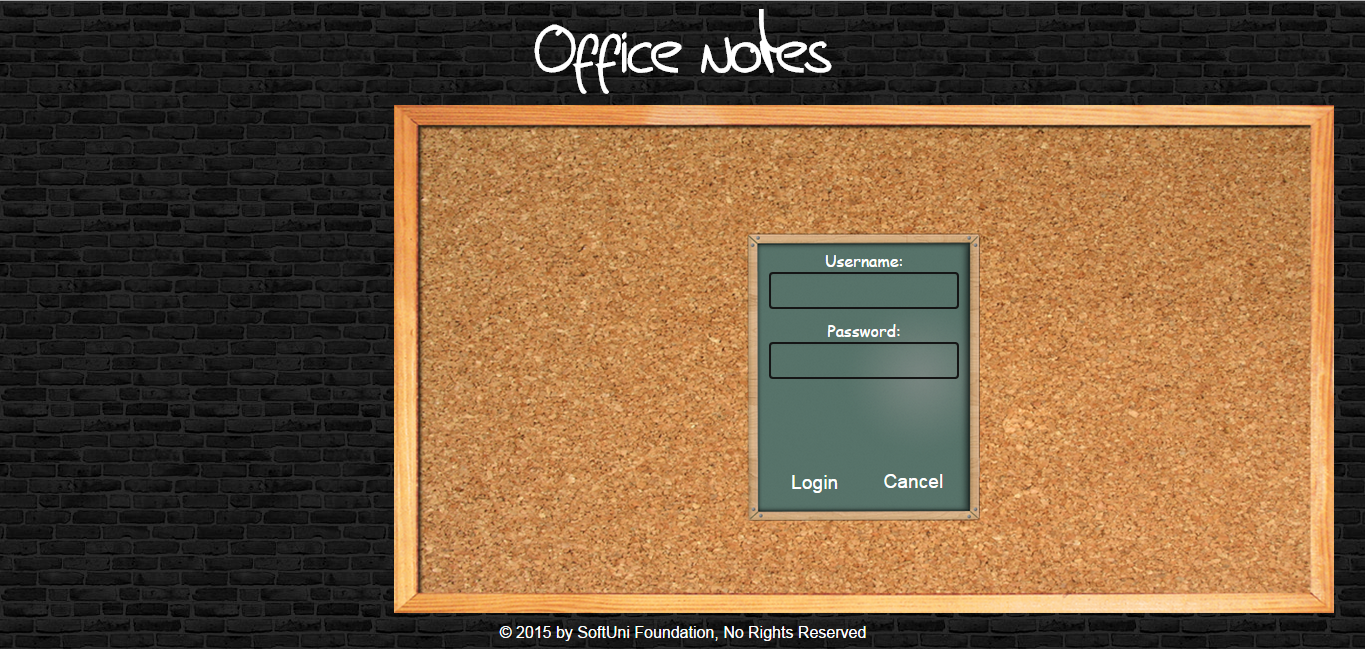 Office Notes
Username:
Password:
Login Cancel
© 2015 by SoftUni Foundation, No Rights Reserved